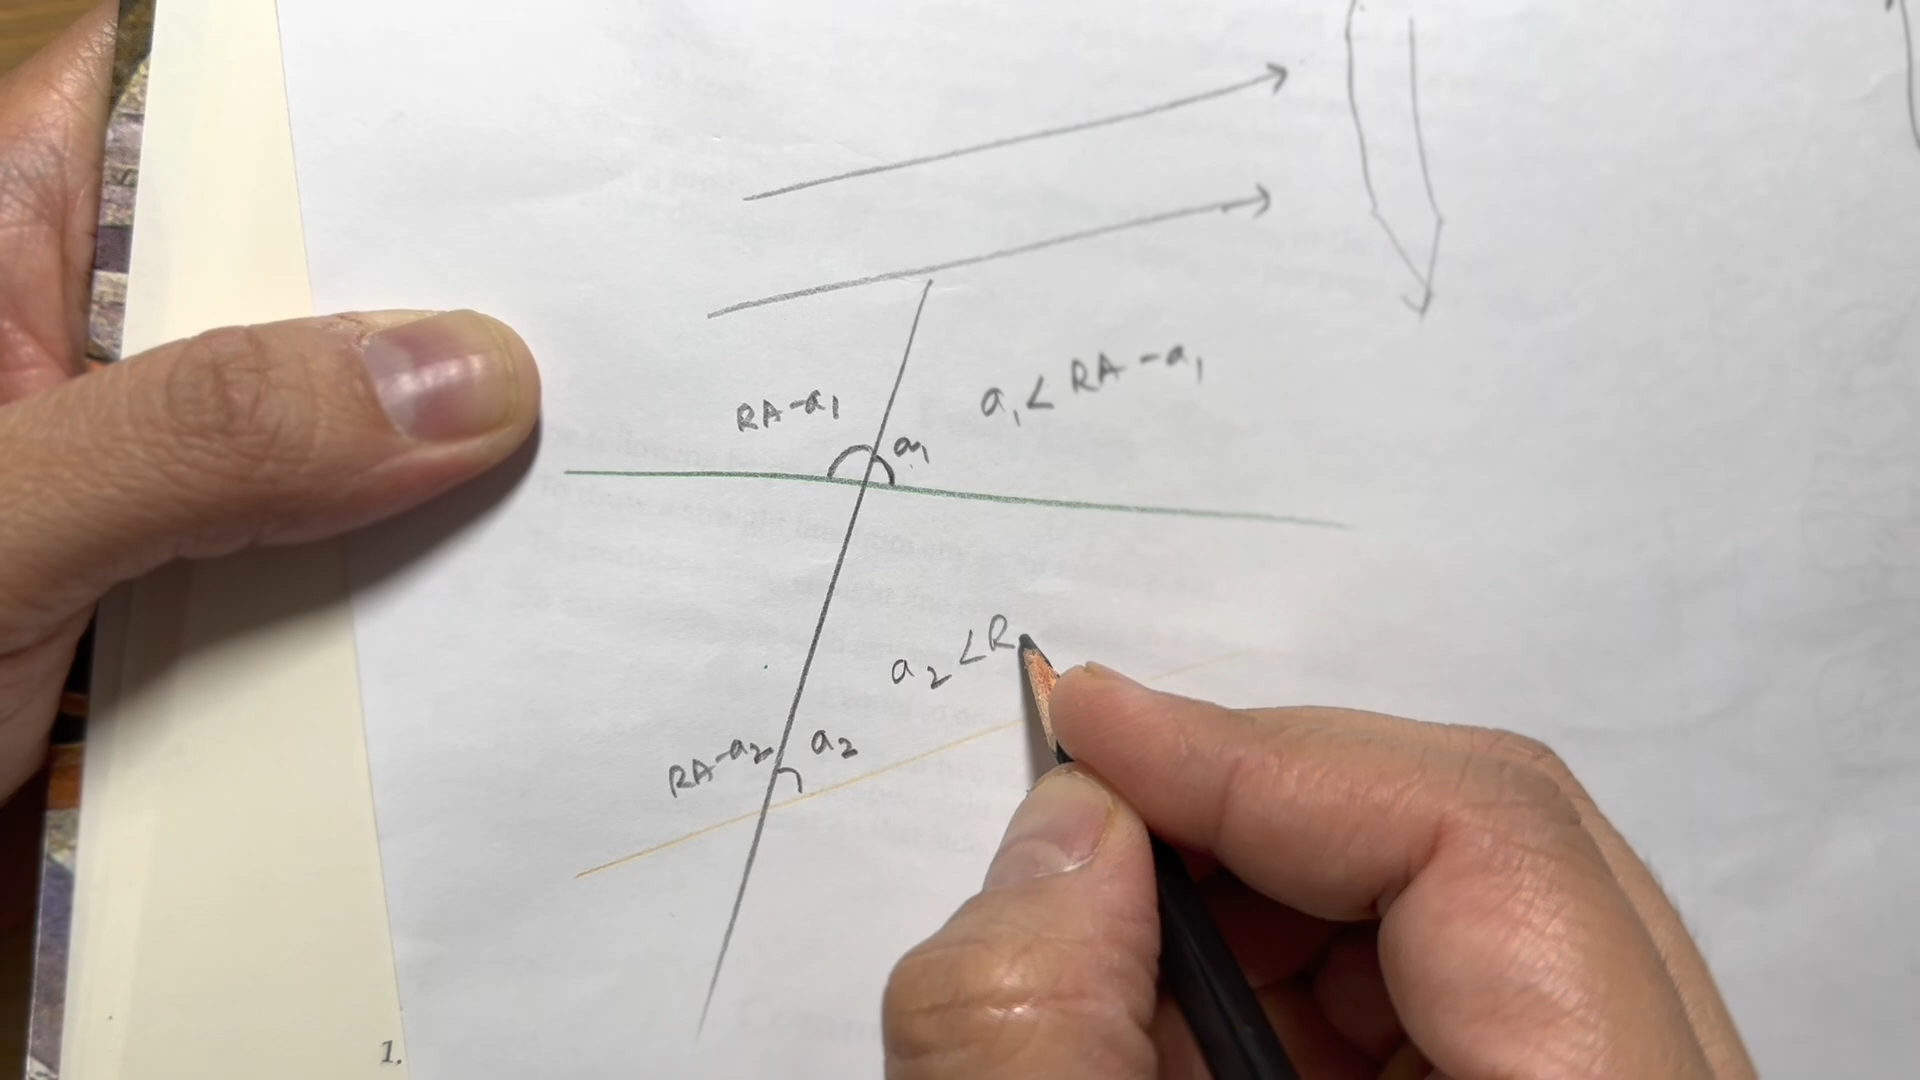 a₁ < RA - a₁
RA - a₁
a₁
a₂ < R
RA - a₂
a₂
1.